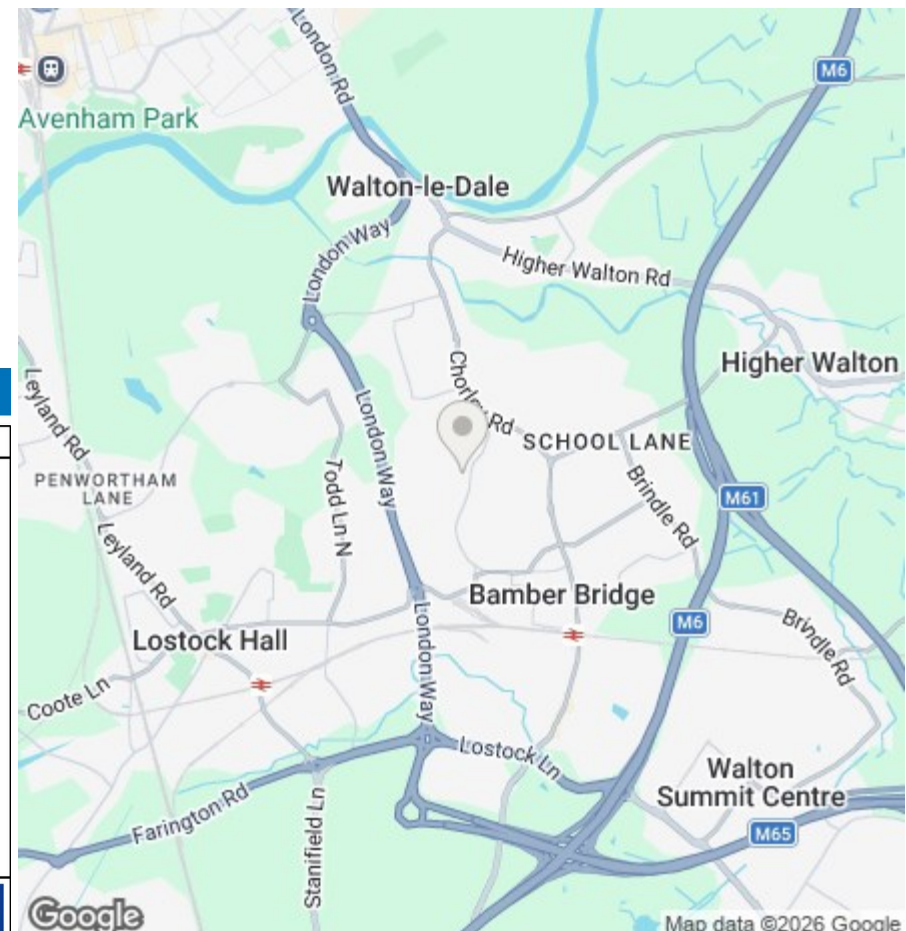 London Rd
M6
Avenham Park
Walton-le-Dale
London Way
Higher Walton Rd
Higher Walton
Leyland Rd
Chorley Rd
London Way
SCHOOL LANE
PENWORTHAM
LANE
Todd Ln N
Brindle Rd
M61
Leyland Rd
Bamber Bridge
M6
Lostock Hall
London Way
Brindle Rd
Coote Ln
Lostock Ln
Walton
Summit Centre
Farington Rd
Stanifield Ln
M65
Google
Map data ©2026 Google